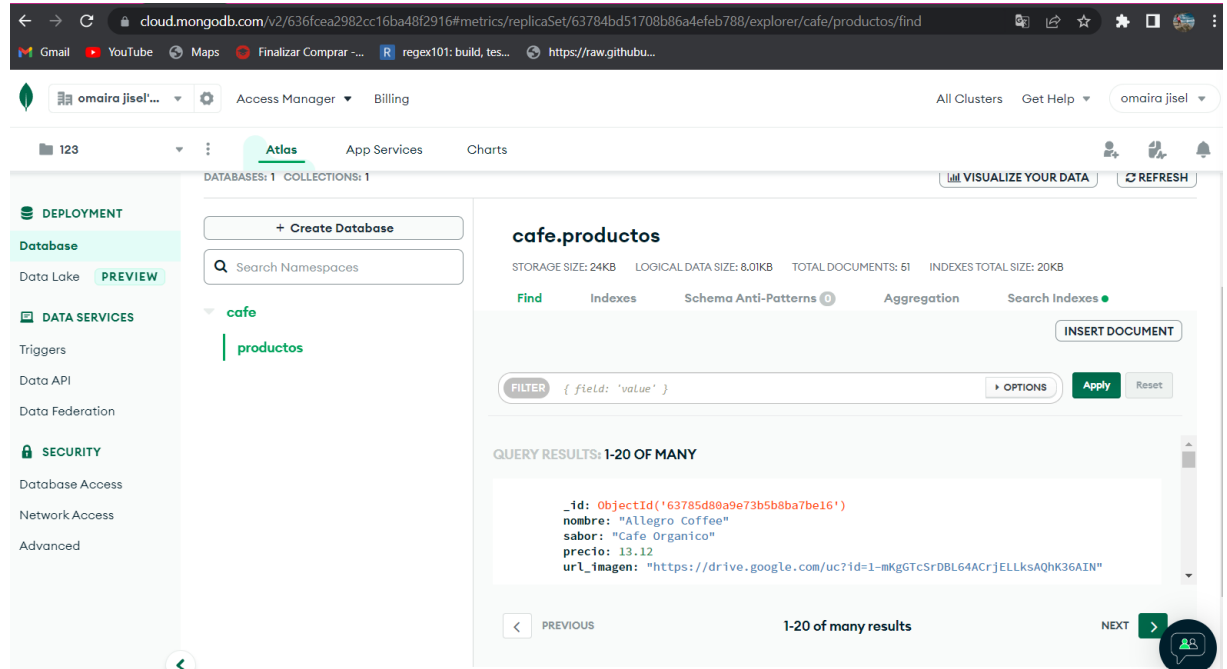 cloud.mongodb.com/v2/636fcea2982cc16ba48f2916#metrics/replicaSet/63784bd51708b86a4efeb788/explorer/cafe/productos/find
Gmail YouTube Maps Finalizar Comprar -... R regex101: build, tes... https://raw.githubu...
omaira jisel'... Access Manager Billing All Clusters Get Help omaira jisel
123 Atlas App Services Charts
DATABASES: 1 COLLECTIONS: 1 VISUALIZE YOUR DATA REFRESH
DEPLOYMENT
Database
Data Lake PREVIEW
DATA SERVICES
Triggers
Data API
Data Federation
SECURITY
Database Access
Network Access
Advanced
+ Create Database
Search Namespaces
cafe
productos
cafe.productos
STORAGE SIZE: 24KB LOGICAL DATA SIZE: 8.01KB TOTAL DOCUMENTS: 51 INDEXES TOTAL SIZE: 20KB
Find Indexes Schema Anti-Patterns 0 Aggregation Search Indexes
INSERT DOCUMENT
FILTER { field: 'value' } OPTIONS Apply Reset
QUERY RESULTS: 1-20 OF MANY
_id: ObjectId('63785d80a9e73b5b8ba7be16')
nombre: "Allegro Coffee"
sabor: "Cafe Organico"
precio: 13.12
url_imagen: "https://drive.google.com/uc?id=1-mKgGTcSrDBL64ACrjELLksAQhK36AIN"
PREVIOUS 1-20 of many results NEXT